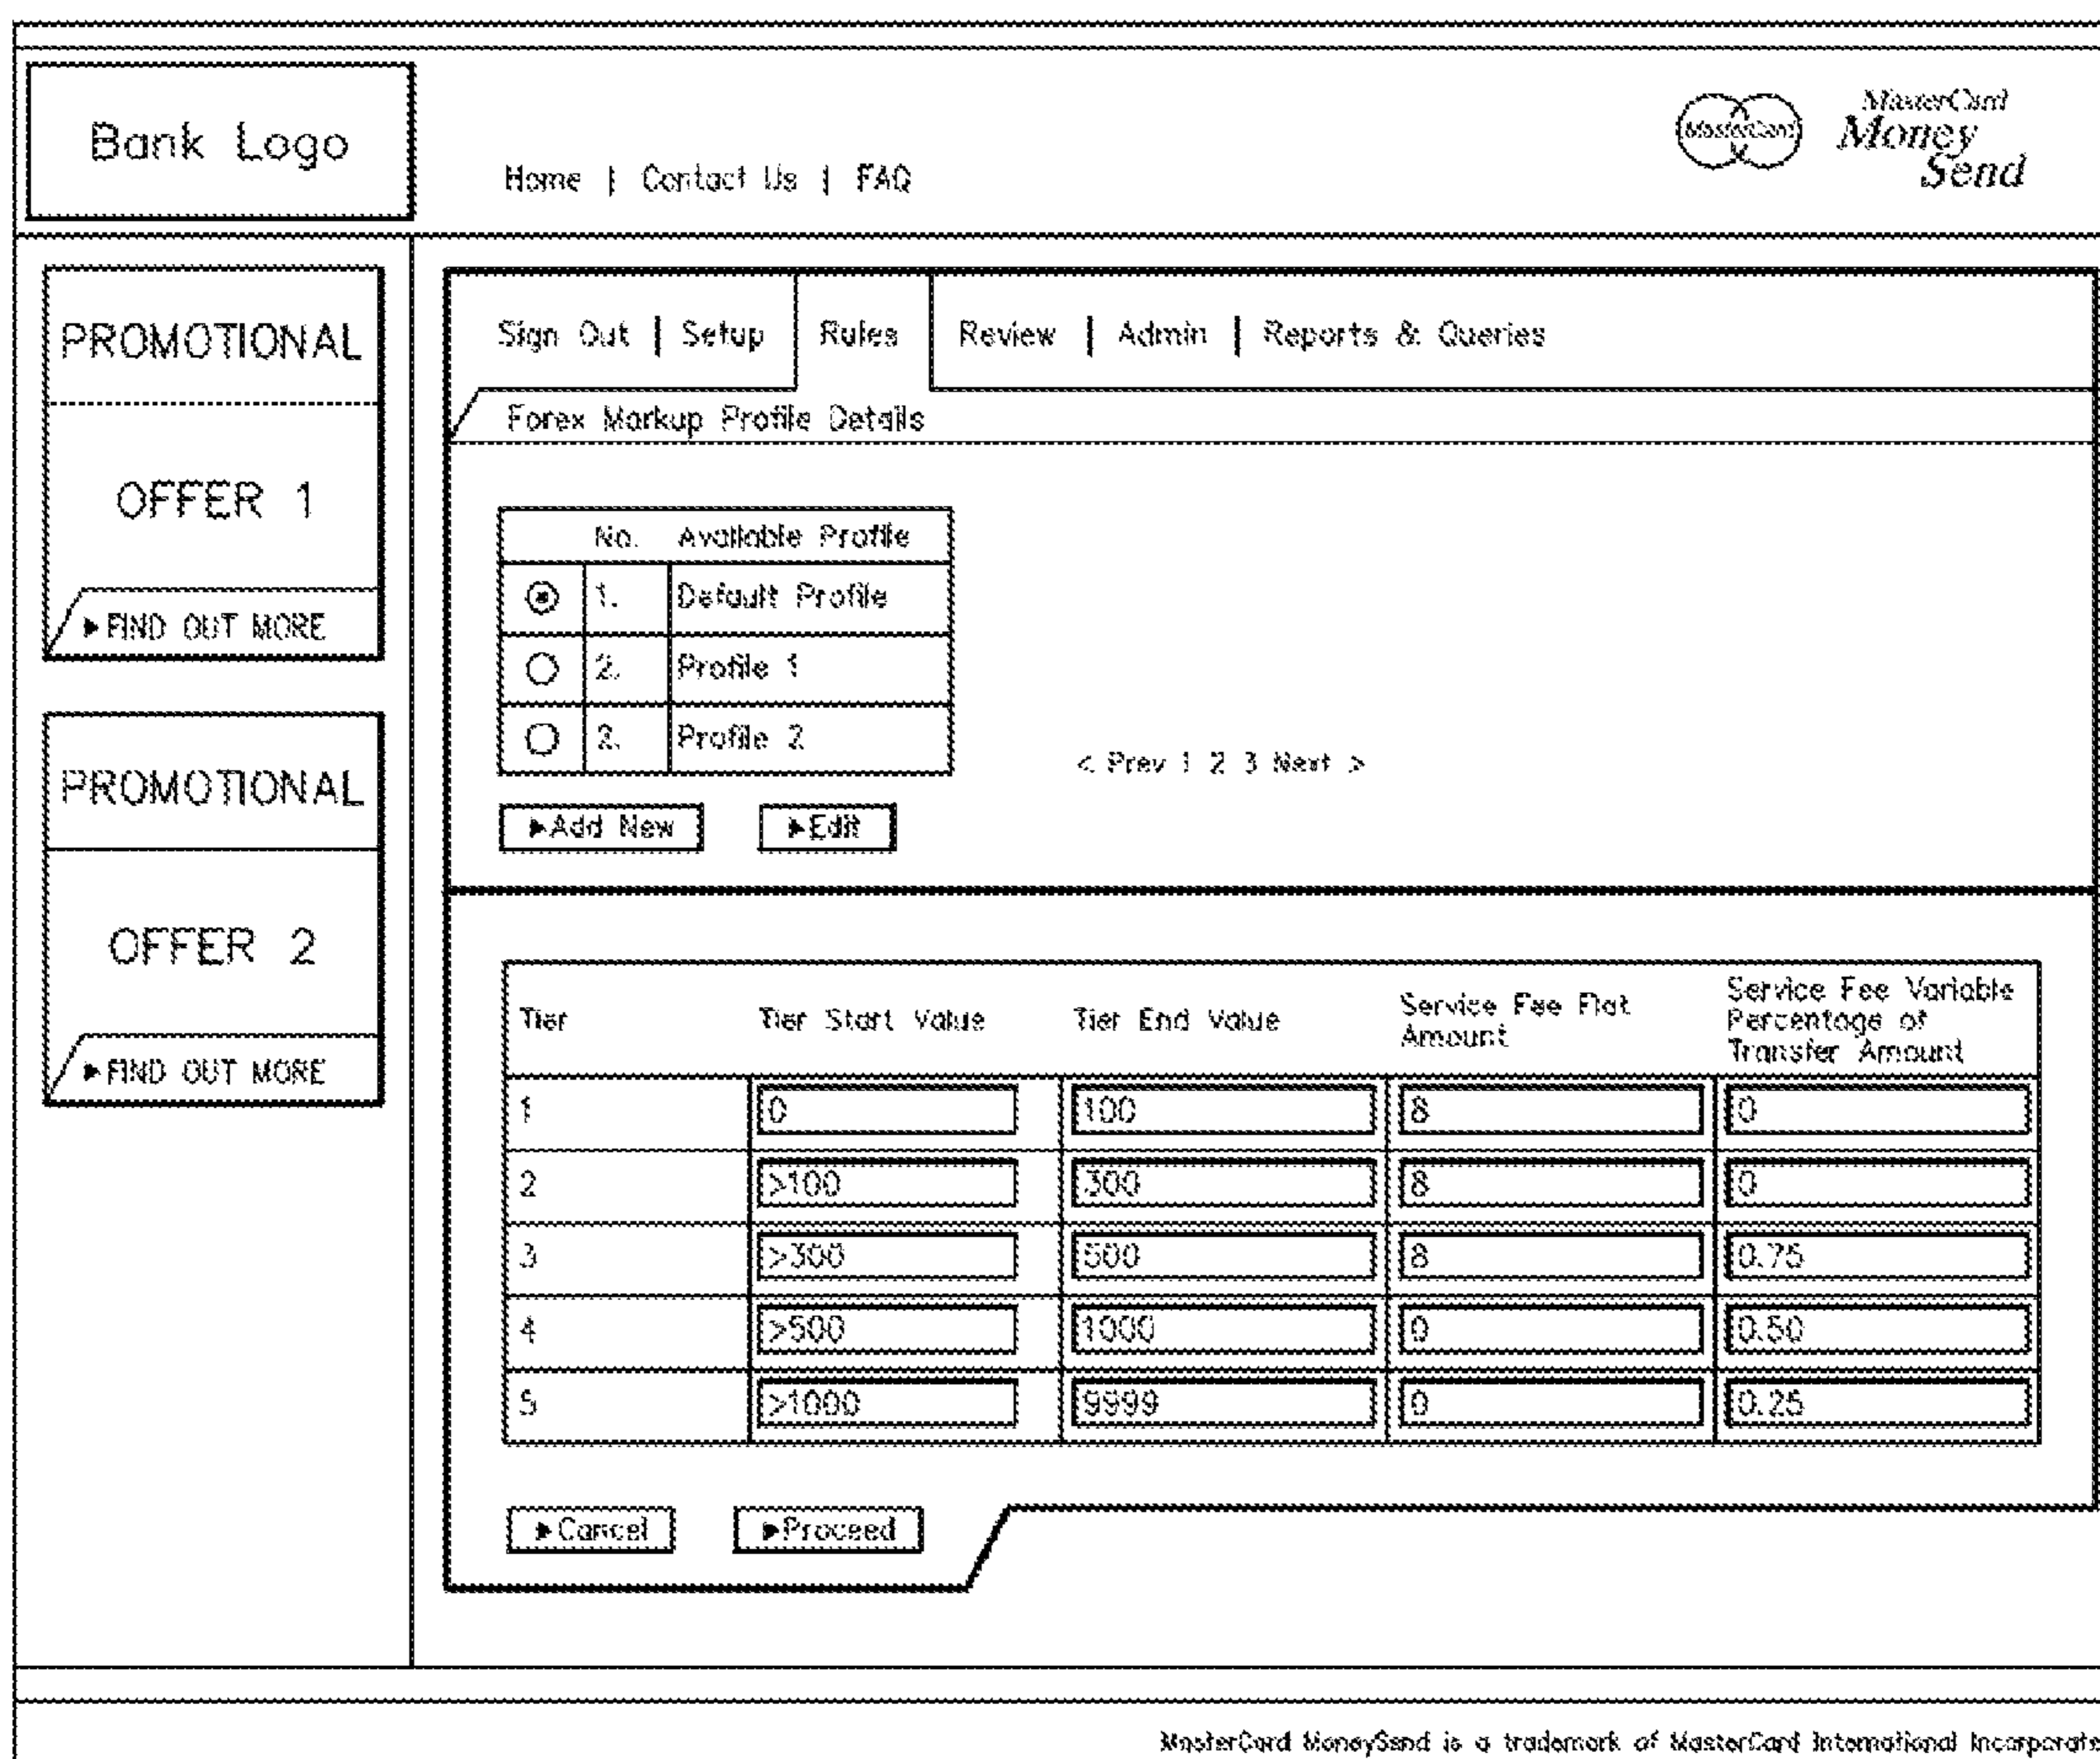 Bank Logo
Home | Contact Us | FAQ
MasterCard
MasterCard
Money
Send
PROMOTIONAL
OFFER 1
▶FIND OUT MORE
PROMOTIONAL
OFFER 2
▶FIND OUT MORE
Sign Out | Setup Rules Review | Admin | Reports & Queries
Forex Markup Profile Details
No. Available Profile
1. Default Profile
2. Profile 1
2. Profile 2
< Prev 1 2 3 Next >
▶Add New ▶Edit
Tier Tier Start Value Tier End Value Service Fee Flat Amount Service Fee Variable Percentage of Transfer Amount
1 0 100 8 0
2 >100 300 8 0
3 >300 500 8 0.75
4 >500 1000 0 0.50
5 >1000 9999 0 0.25
▶Cancel ▶Proceed
MasterCard MoneySend is a trademark of MasterCard International Incorporat